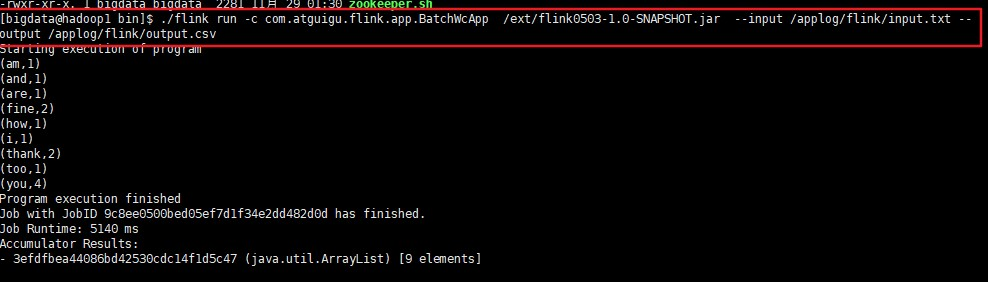 -rwxr-xr-x. 1 bigdata bigdata  2281 11月 29 01:30 zookeeper.sh
[bigdata@hadoop1 bin]$ ./flink run -c com.atguigu.flink.app.BatchWcApp  /ext/flink0503-1.0-SNAPSHOT.jar  --input /applog/flink/input.txt --
output /applog/flink/output.csv
Starting execution of program
(am,1)
(and,1)
(are,1)
(fine,2)
(how,1)
(i,1)
(thank,2)
(too,1)
(you,4)
Program execution finished
Job with JobID 9c8ee0500bed05ef7d1f34e2dd482d0d has finished.
Job Runtime: 5140 ms
Accumulator Results:
- 3efdfbea44086bd42530cdc14f1d5c47 (java.util.ArrayList) [9 elements]